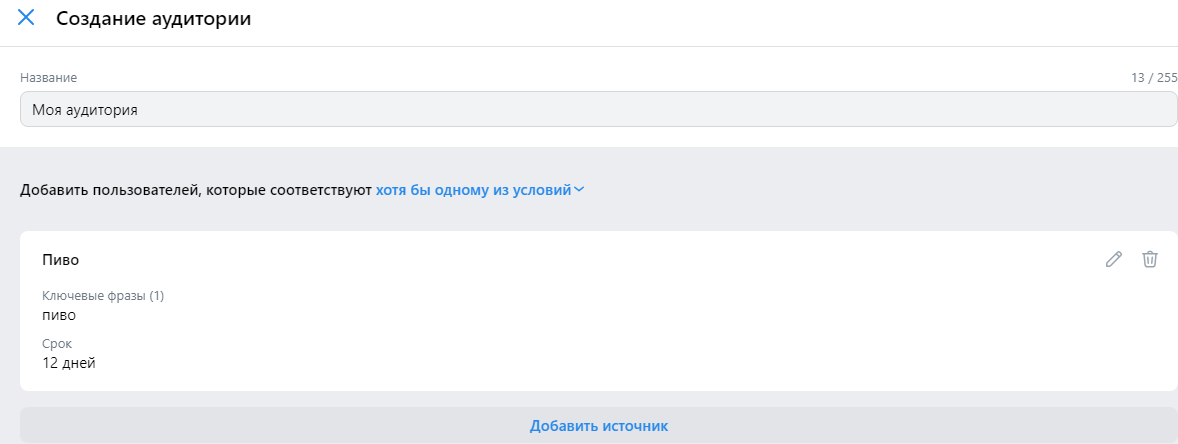 Создание аудитории
Название 13 / 255
Моя аудитория
Добавить пользователей, которые соответствуют хотя бы одному из условий
Пиво
Ключевые фразы (1)
пиво
Срок
12 дней
Добавить источник